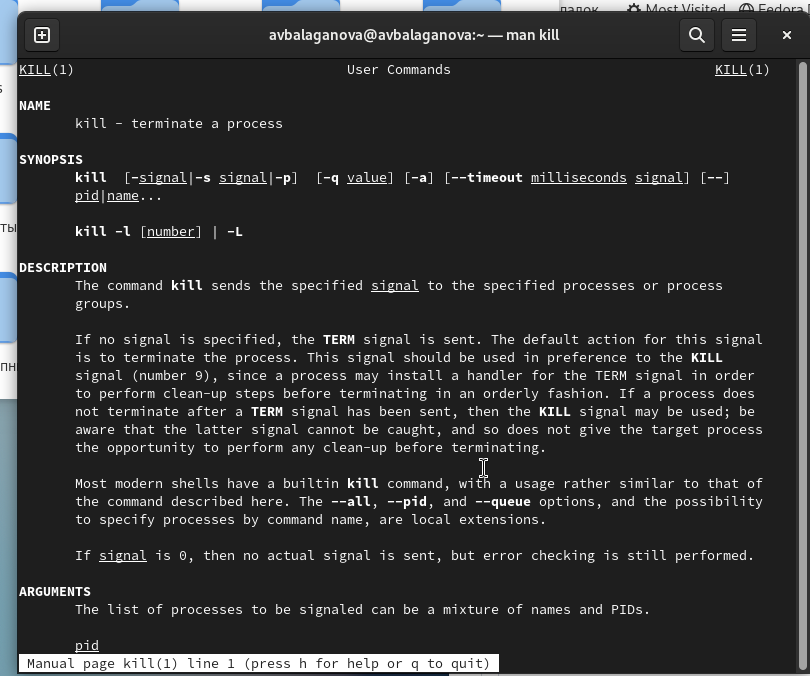 Most Visited Fedora
avbalaganova@avbalaganova:~ — man kill
KILL(1) User Commands KILL(1)
NAME
kill - terminate a process
SYNOPSIS
kill [-signal|-s signal|-p] [-q value] [-a] [--timeout milliseconds signal] [--]
pid|name...
kill -l [number] | -L
DESCRIPTION
The command kill sends the specified signal to the specified processes or process
groups.
If no signal is specified, the TERM signal is sent. The default action for this signal
is to terminate the process. This signal should be used in preference to the KILL
signal (number 9), since a process may install a handler for the TERM signal in order
to perform clean-up steps before terminating in an orderly fashion. If a process does
not terminate after a TERM signal has been sent, then the KILL signal may be used; be
aware that the latter signal cannot be caught, and so does not give the target process
the opportunity to perform any clean-up before terminating.
Most modern shells have a builtin kill command, with a usage rather similar to that of
the command described here. The --all, --pid, and --queue options, and the possibility
to specify processes by command name, are local extensions.
If signal is 0, then no actual signal is sent, but error checking is still performed.
ARGUMENTS
The list of processes to be signaled can be a mixture of names and PIDs.
pid
Manual page kill(1) line 1 (press h for help or q to quit)